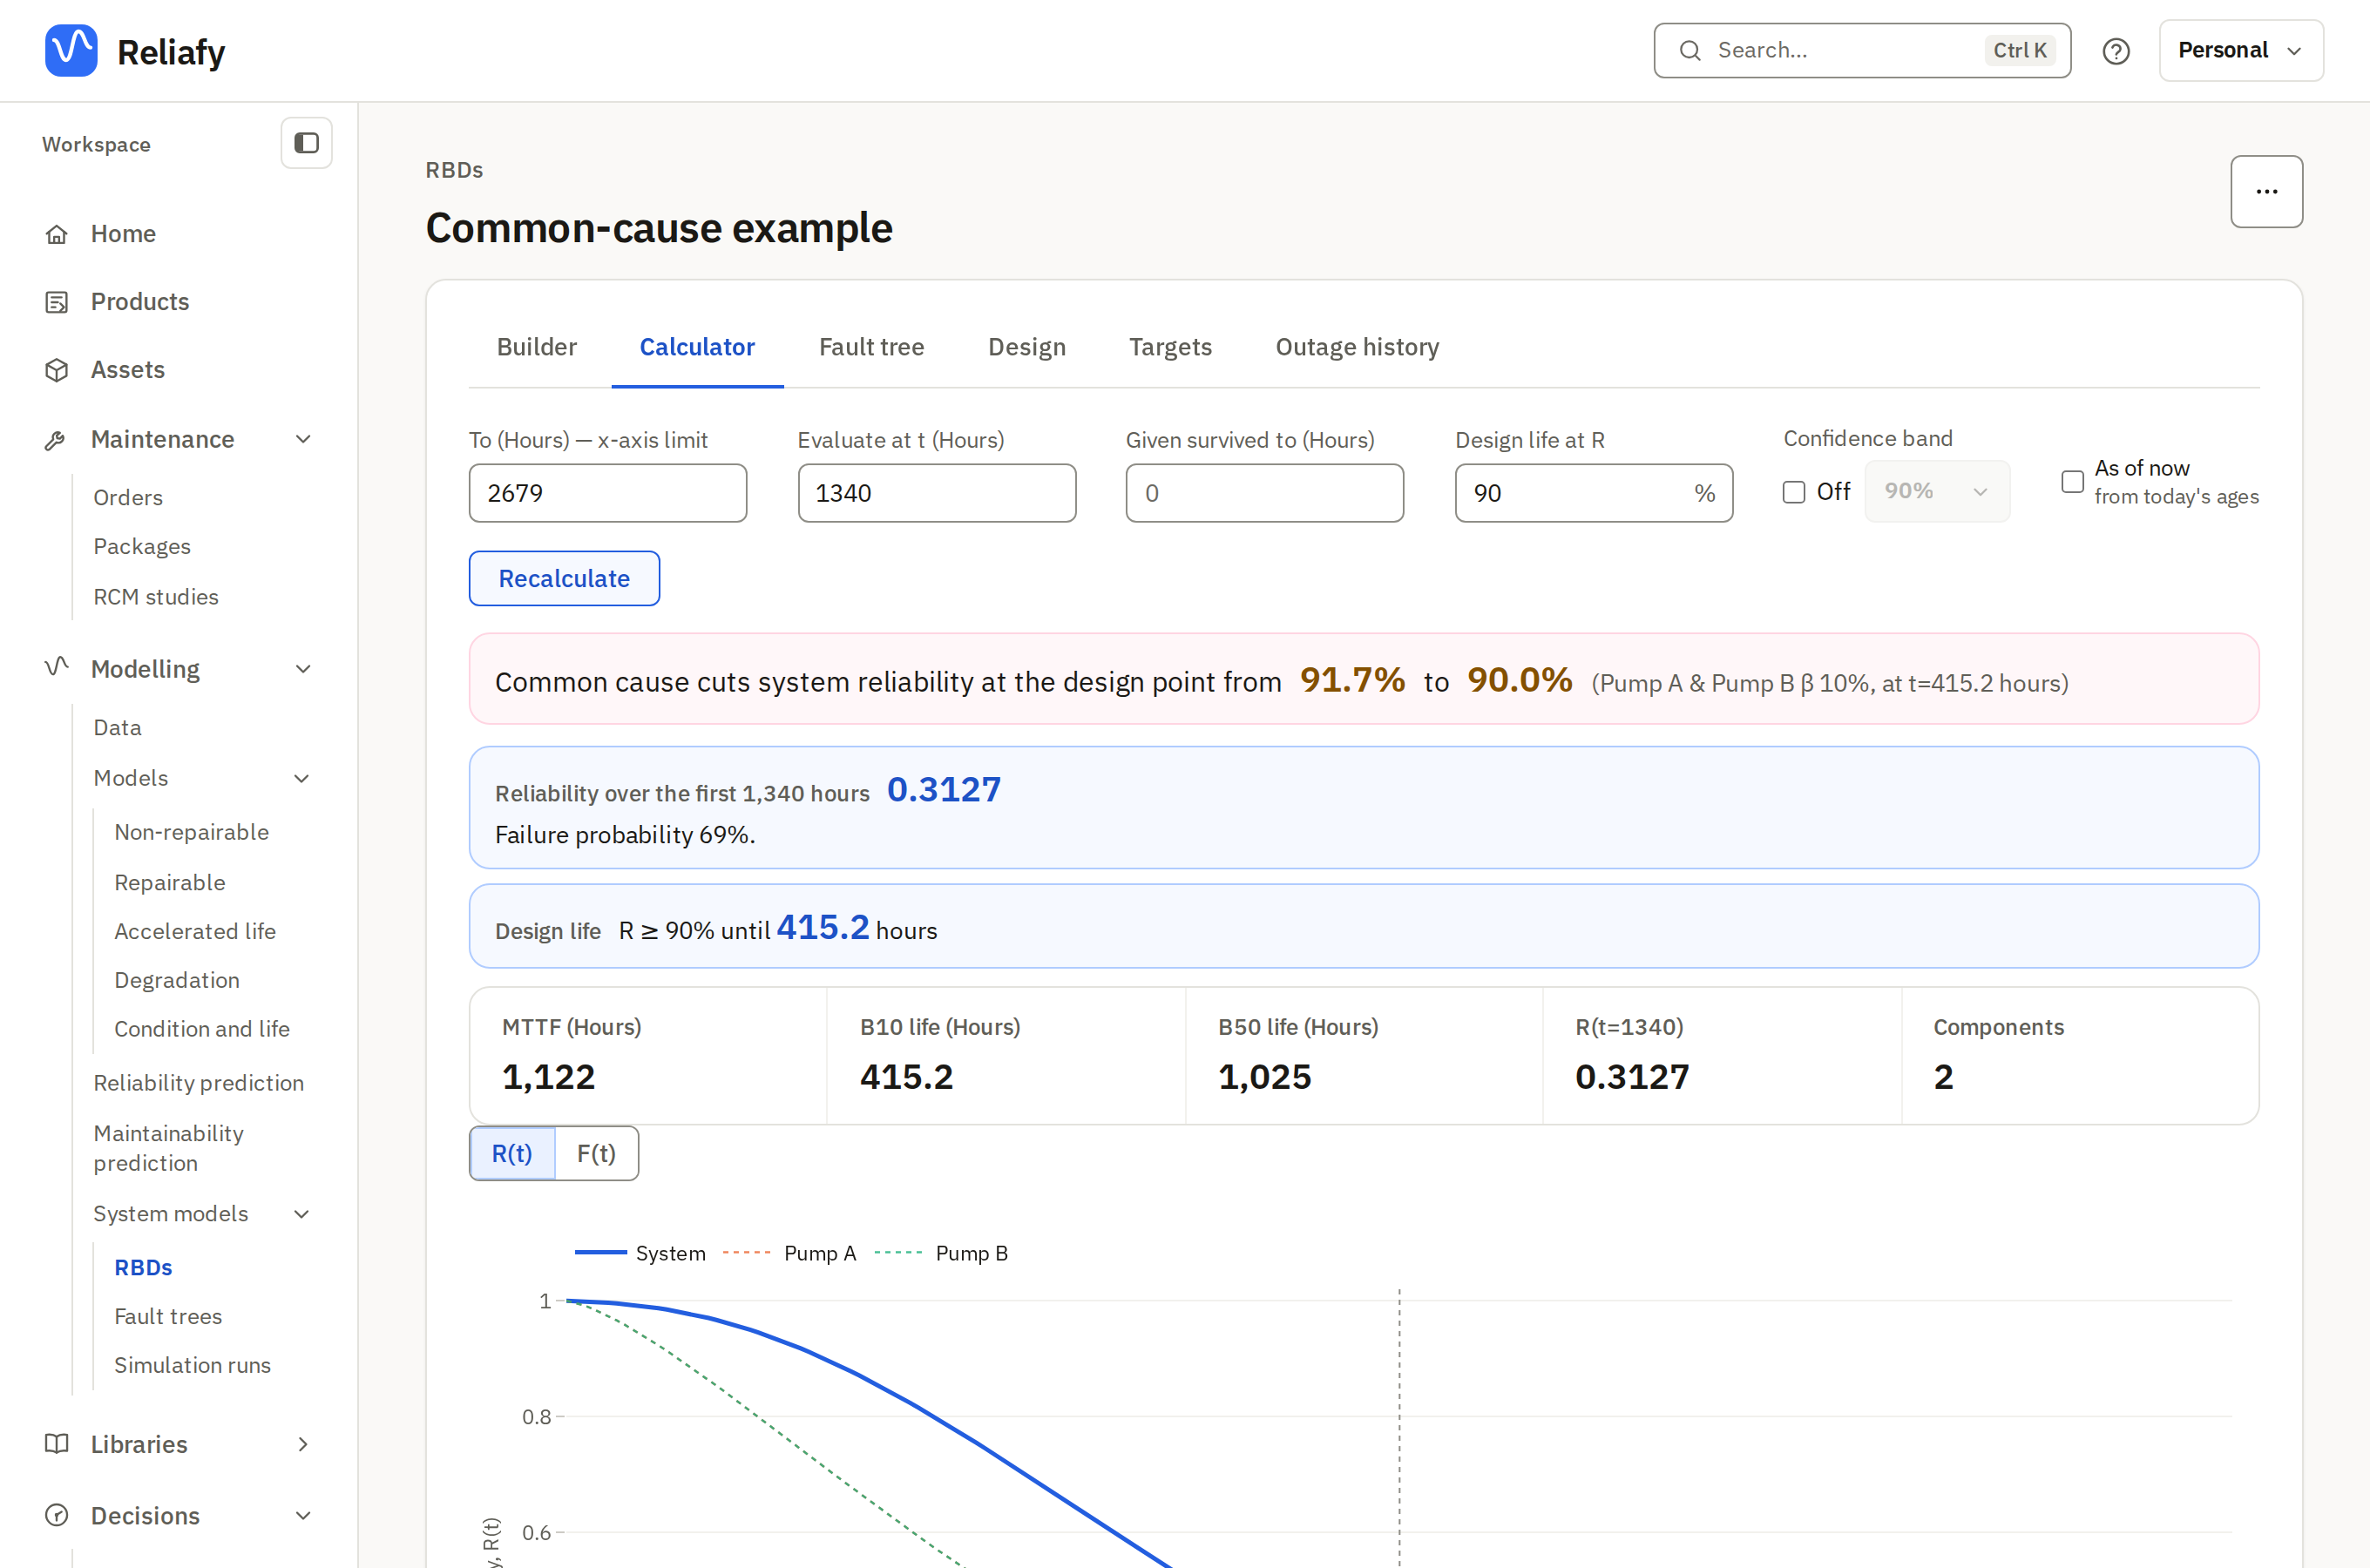 Reliafy
Search...
Ctrl K
Personal
Workspace
Home
Products
Assets
Maintenance
Orders
Packages
RCM studies
Modelling
Data
Models
Non-repairable
Repairable
Accelerated life
Degradation
Condition and life
Reliability prediction
Maintainability
prediction
System models
RBDs
Fault trees
Simulation runs
Libraries
Decisions
RBDs
Common-cause example
Builder Calculator Fault tree Design Targets Outage history
To (Hours) — x-axis limit
2679
Evaluate at t (Hours)
1340
Given survived to (Hours)
0
Design life at R
90 %
Confidence band
Off 90%
As of now
from today's ages
Recalculate
Common cause cuts system reliability at the design point from 91.7% to 90.0% (Pump A & Pump B β 10%, at t=415.2 hours)
Reliability over the first 1,340 hours 0.3127
Failure probability 69%.
Design life R ≥ 90% until 415.2 hours
MTTF (Hours)
1,122
B10 life (Hours)
415.2
B50 life (Hours)
1,025
R(t=1340)
0.3127
Components
2
R(t) F(t)
System Pump A Pump B
1
0.8
0.6
y, R(t)